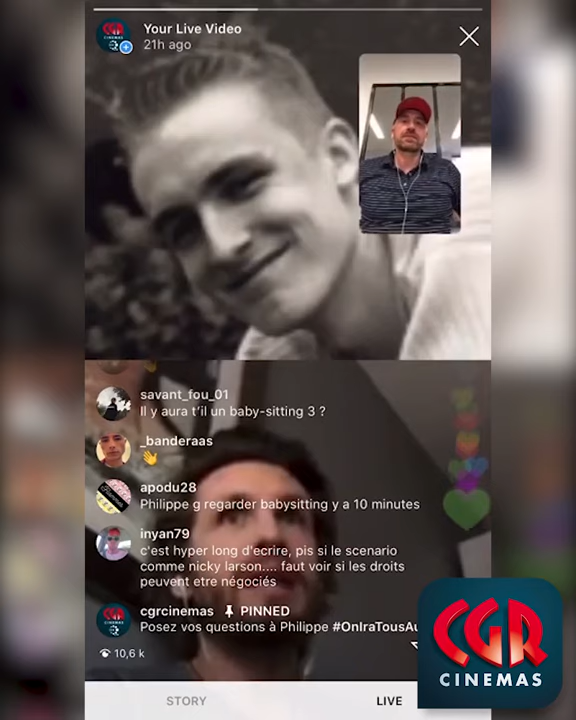 CGR
CINEMAS
Your Live Video
21h ago
savant_fou_01
Il y aura t'il un baby-sitting 3 ?
_banderaas
apodu28
Philippe g regarder babysitting y a 10 minutes
inyan79
c'est hyper long d'ecrire, pis si le scenario
comme nicky larson.... faut voir si les droits
peuvent etre négociés
cgrcinemas PINNED
Posez vos questions à Philippe #OnIraTousAu
10,6 k
STORY
LIVE
CGR
CINEMAS